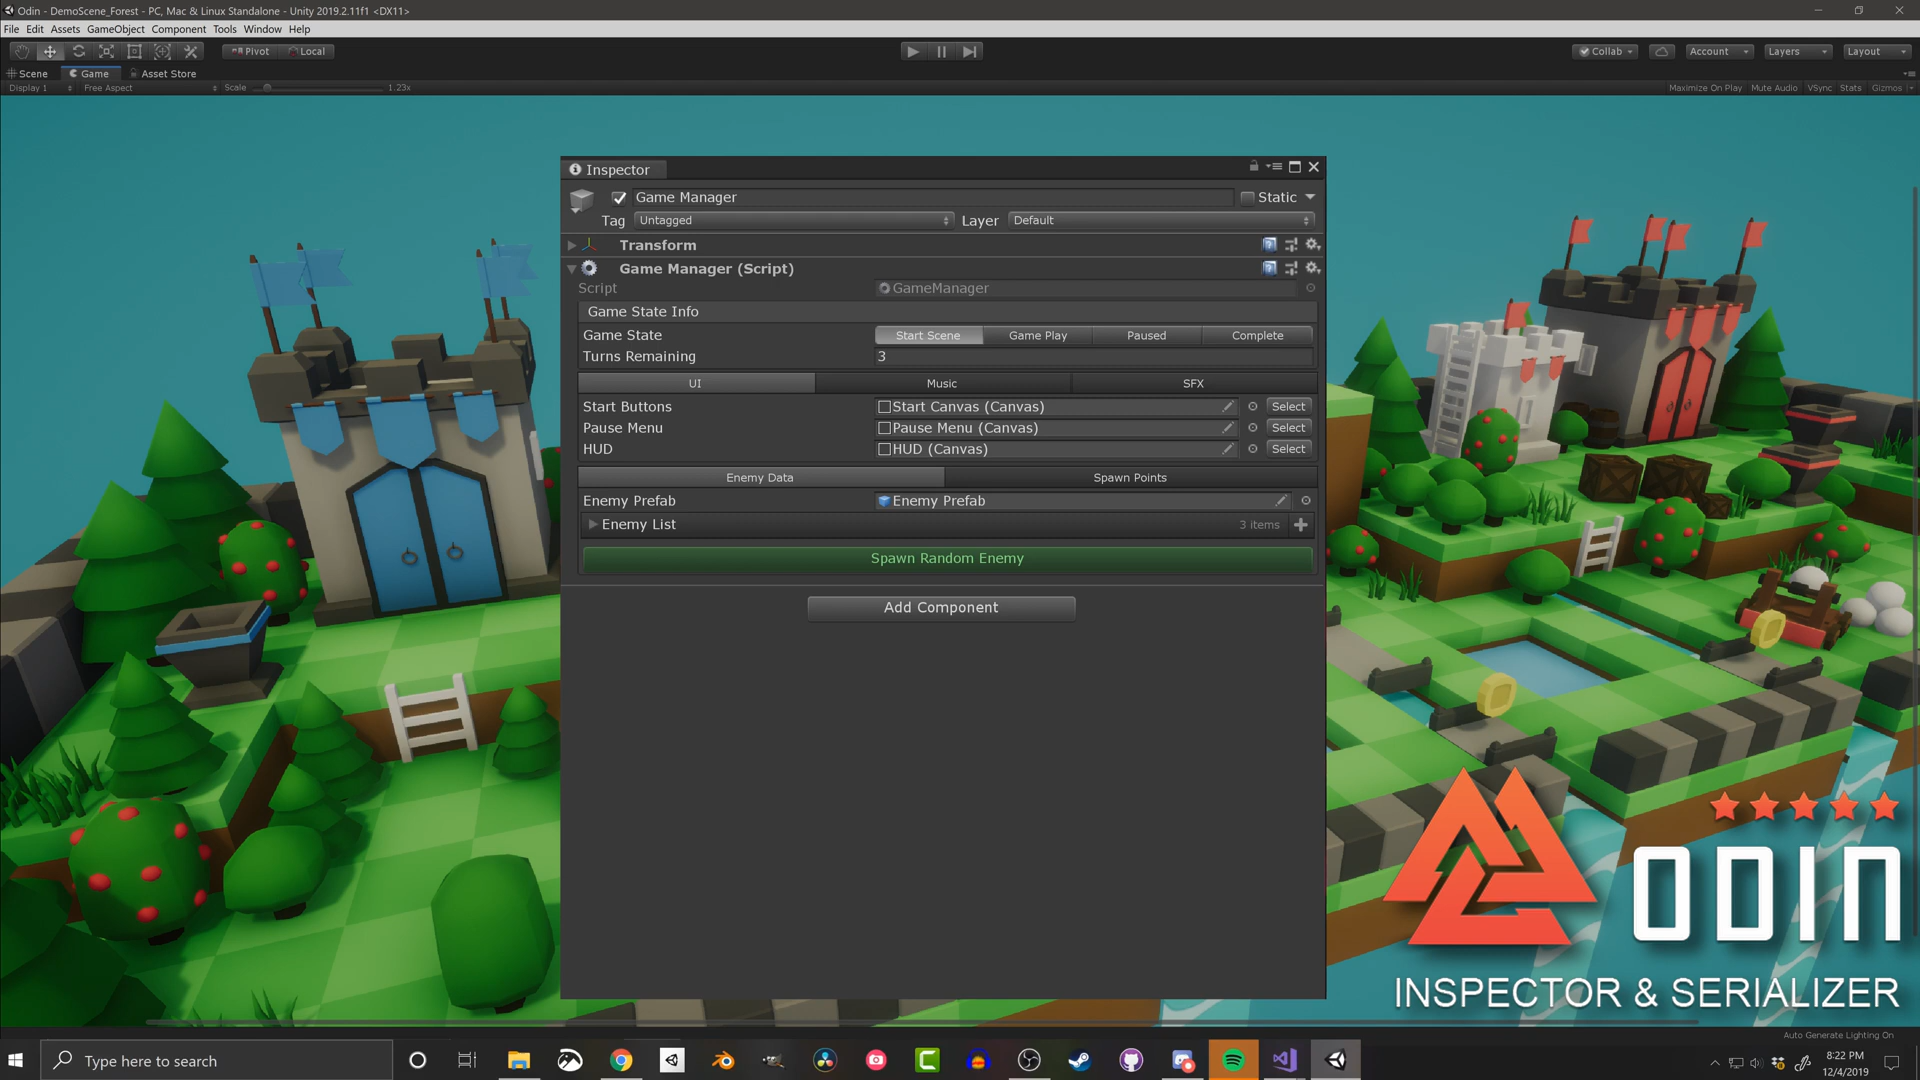 Odin - DemoScene_Forest - PC, Mac & Linux Standalone - Unity 2019.2.11f1 <DX11>
File Edit Assets GameObject Component Tools Window Help
Pivot Local Collab Account Layers Layout
Scene Game Asset Store
Display 1 Free Aspect Scale 1.23x Maximize On Play Mute Audio VSync Stats Gizmos
Inspector
Game Manager Static
Tag Untagged Layer Default
Transform
Game Manager (Script)
Script GameManager
Game State Info
Game State Start Scene Game Play Paused Complete
Turns Remaining 3
UI Music SFX
Start Buttons Start Canvas (Canvas) Select
Pause Menu Pause Menu (Canvas) Select
HUD HUD (Canvas) Select
Enemy Data Spawn Points
Enemy Prefab Enemy Prefab
Enemy List 3 items
Spawn Random Enemy
Add Component
ODIN
INSPECTOR & SERIALIZER
Auto Generate Lighting On
Type here to search
8:22 PM
12/4/2019